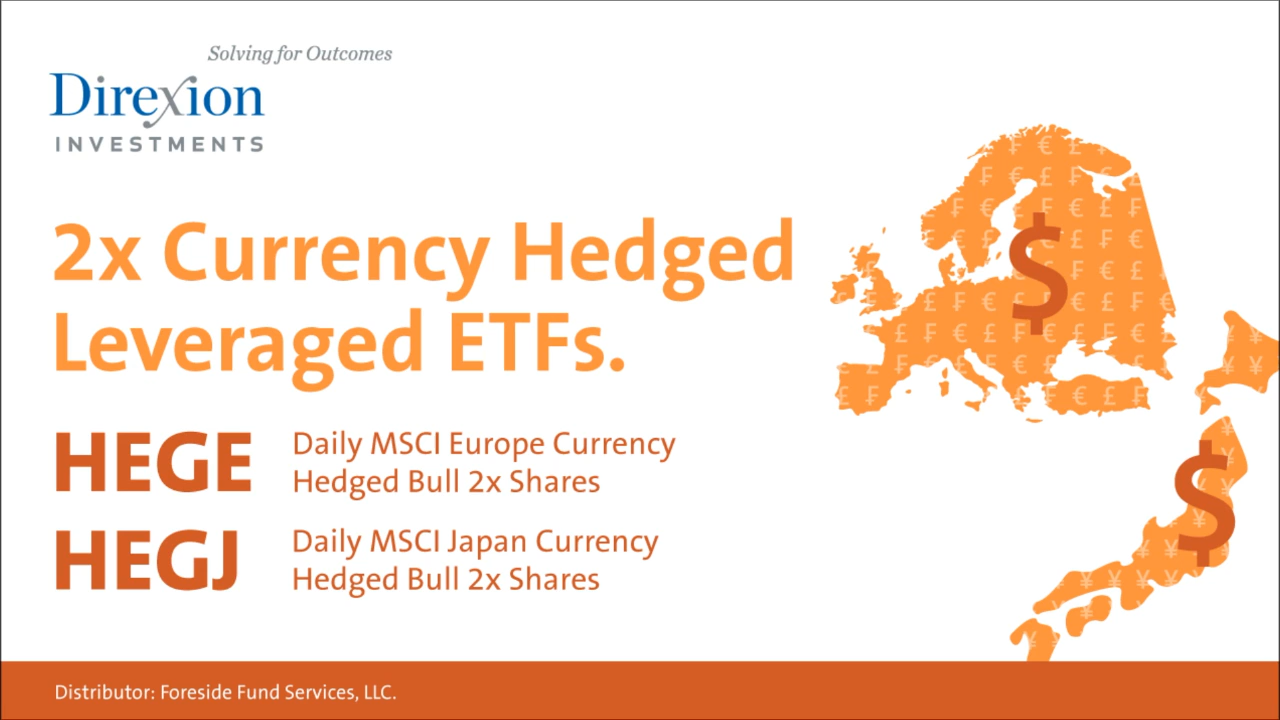 Solving for Outcomes
Direxion
INVESTMENTS
2x Currency Hedged
Leveraged ETFs.
HEGE
Daily MSCI Europe Currency
Hedged Bull 2x Shares
HEGJ
Daily MSCI Japan Currency
Hedged Bull 2x Shares
$
$
Distributor: Foreside Fund Services, LLC.